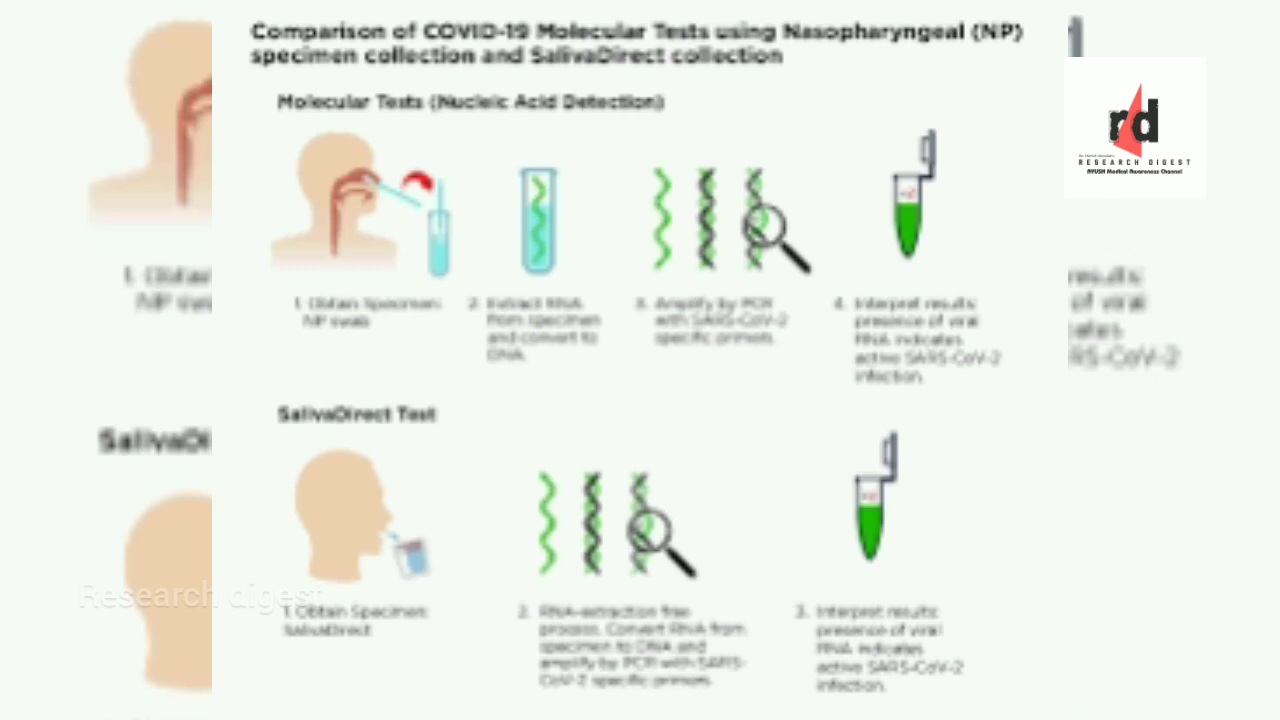 Comparison of COVID-19 Molecular Tests using Nasopharyngeal (NP)
specimen collection and SalivaDirect collection
Molecular Tests (Nucleic Acid Detection)
1. Obtain Specimen:
NP swab
2. Extract RNA
from specimen
and convert to
DNA.
3. Amplify by PCR
with SARS-CoV-2
specific primers.
4. Interpret results:
presence of viral
RNA indicates
active SARS-CoV-2
infection.
SalivaDirect Test
1. Obtain Specimen:
SalivaDirect
2. RNA-extraction free
process. Convert RNA from
specimen to DNA and
amplify by PCR with SARS-
CoV-2 specific primers.
3. Interpret results:
presence of viral
RNA indicates
active SARS-CoV-2
infection.
rd
RESEARCH DIGEST
AYUSH Medical Awareness Channel
Research digest